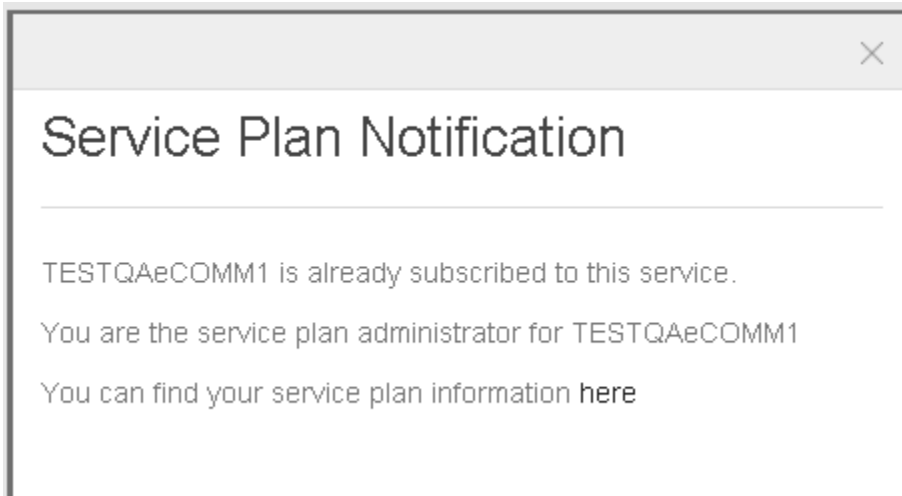 Service Plan Notification
TESTQAeCOMM1 is already subscribed to this service.
You are the service plan administrator for TESTQAeCOMM1
You can find your service plan information here